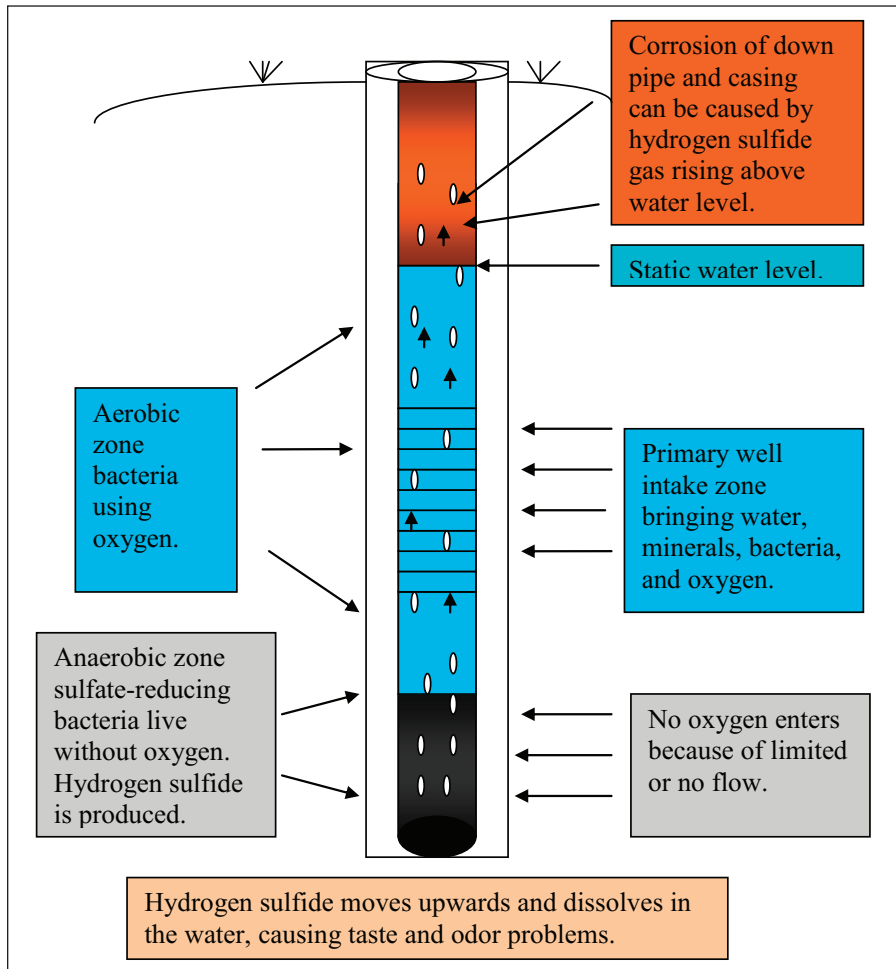 Corrosion of down
pipe and casing
can be caused by
hydrogen sulfide
gas rising above
water level.
Static water level.
Aerobic
zone
bacteria
using
oxygen.
Primary well
intake zone
bringing water,
minerals, bacteria,
and oxygen.
Anaerobic zone
sulfate-reducing
bacteria live
without oxygen.
Hydrogen sulfide
is produced.
No oxygen enters
because of limited
or no flow.
Hydrogen sulfide moves upwards and dissolves in
the water, causing taste and odor problems.